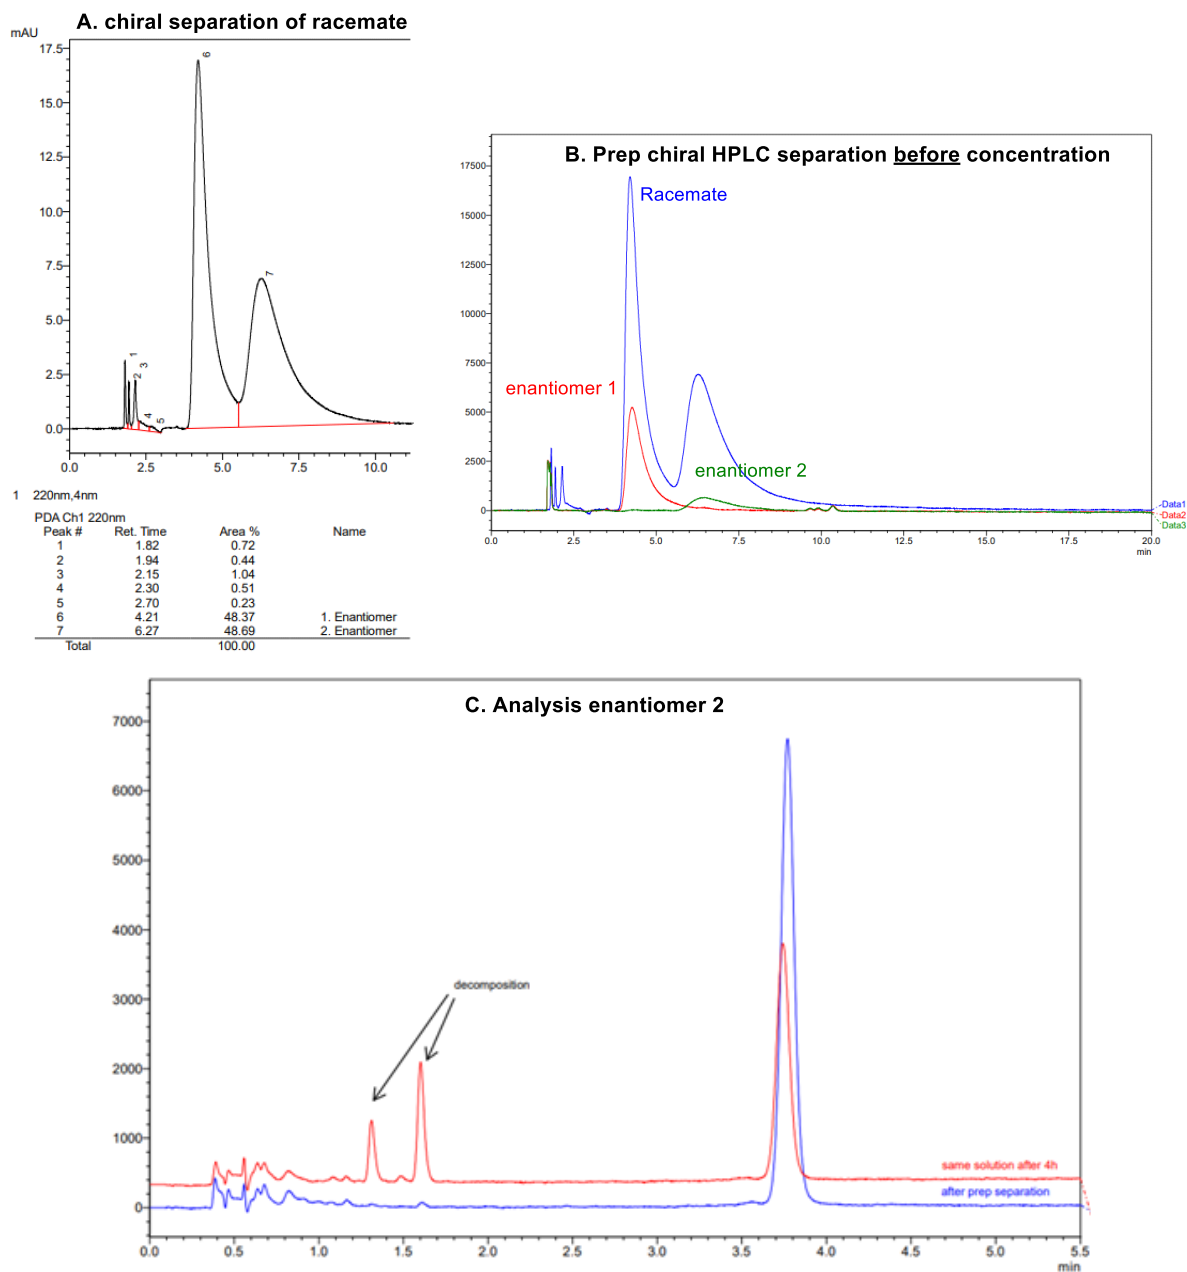 A. chiral separation of racemate
mAU
17.5
15.0
12.5
10.0
7.5
5.0
2.5
0.0
1
2
3
4
5
6
7
0.0 2.5 5.0 7.5 10.0
1 220nm,4nm
PDA Ch1 220nm
Peak # Ret. Time Area % Name
1 1.82 0.72
2 1.94 0.44
3 2.15 1.04
4 2.30 0.51
5 2.70 0.23
6 4.21 48.37 1. Enantiomer
7 6.27 48.69 2. Enantiomer
Total 100.00
B. Prep chiral HPLC separation before concentration
17500
15000
12500
10000
7500
5000
2500
0
Racemate
enantiomer 1
enantiomer 2
Data1
Data2
Data3
0.0 2.5 5.0 7.5 10.0 12.5 15.0 17.5 20.0
min
C. Analysis enantiomer 2
7000
6000
5000
4000
3000
2000
1000
0
decomposition
same solution after 4h
after prep separation
0.0 0.5 1.0 1.5 2.0 2.5 3.0 3.5 4.0 4.5 5.0 5.5
min